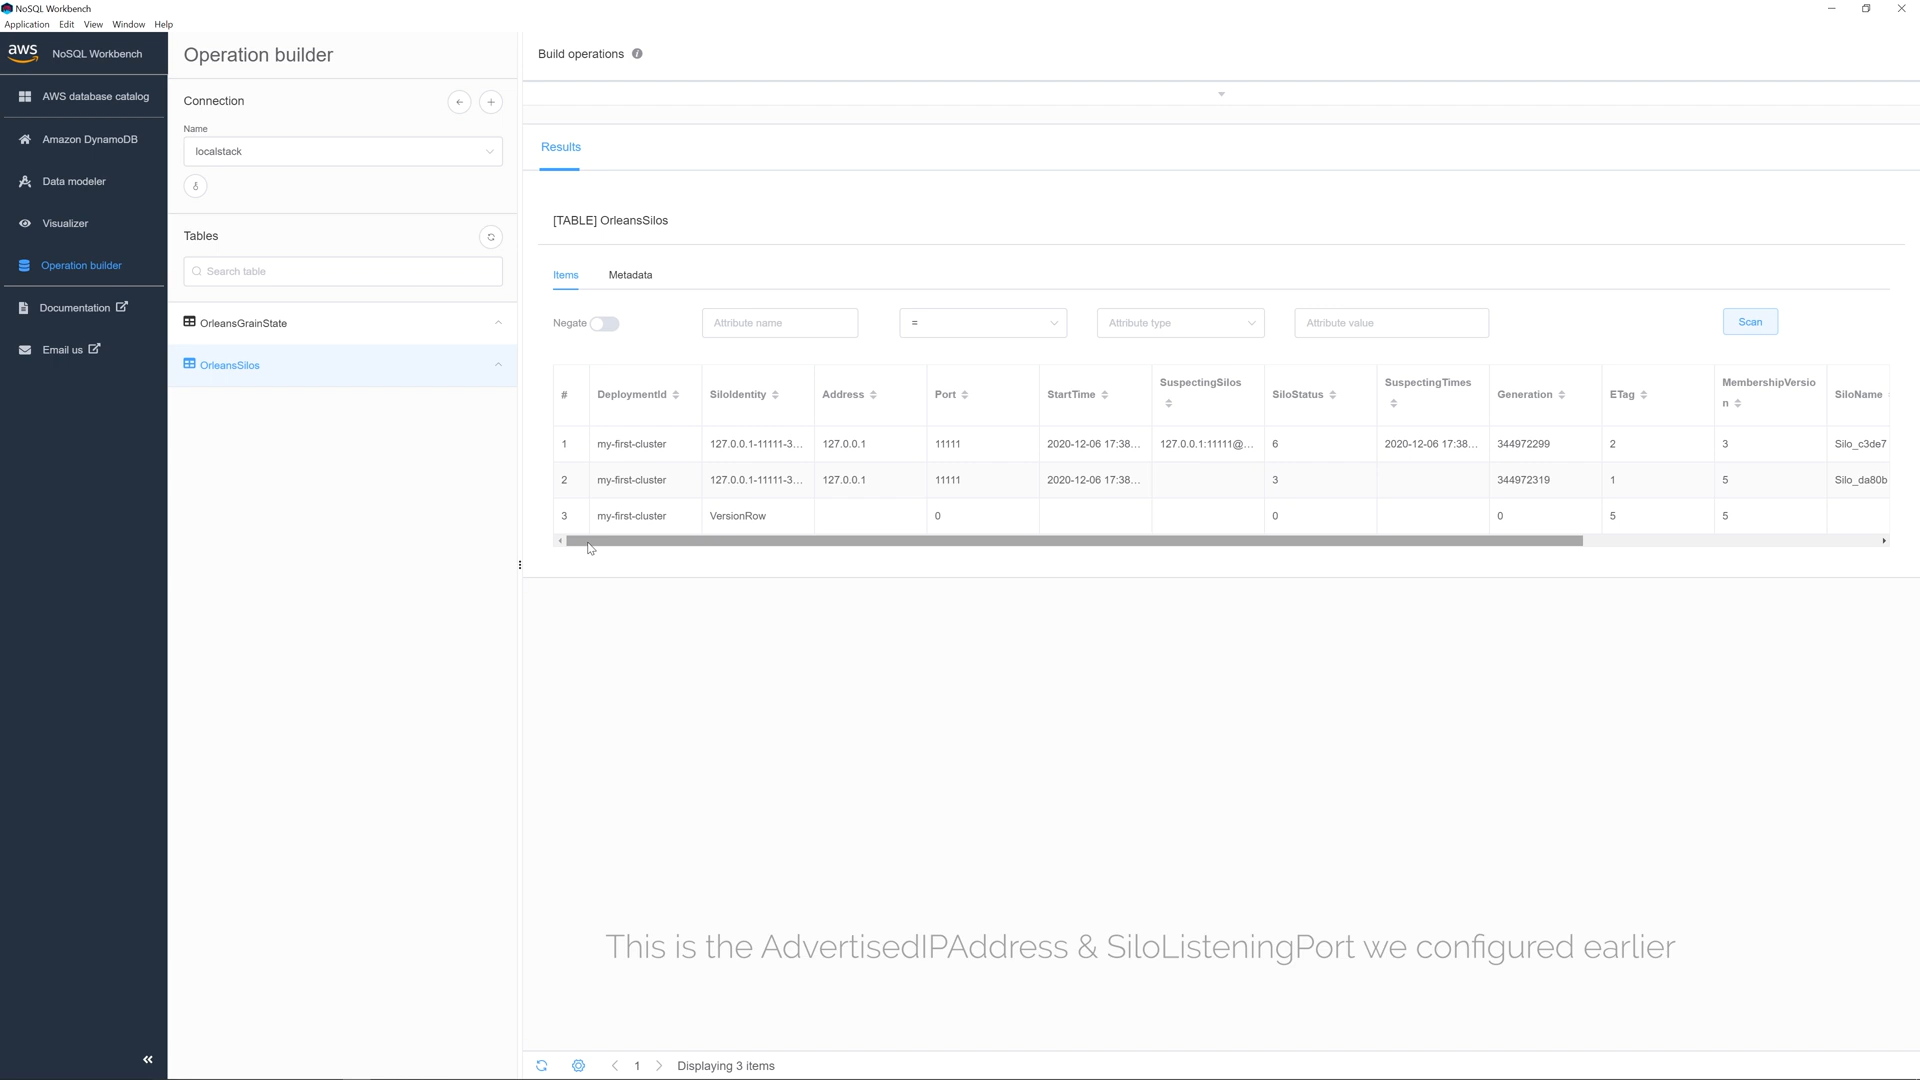 NoSQL Workbench
Application Edit View Window Help
aws NoSQL Workbench
AWS database catalog
Amazon DynamoDB
Data modeler
Visualizer
Operation builder
Documentation
Email us
Operation builder
Connection
Name
localstack
Tables
Search table
OrleansGrainState
OrleansSilos
Build operations
Results
[TABLE] OrleansSilos
Items Metadata
Negate Attribute name = Attribute type Attribute value Scan
# DeploymentId SiloIdentity Address Port StartTime SuspectingSilos SiloStatus SuspectingTimes Generation ETag MembershipVersion SiloName
1 my-first-cluster 127.0.0.1-11111-3... 127.0.0.1 11111 2020-12-06 17:38... 127.0.0.1:11111@... 6 2020-12-06 17:38... 344972299 2 3 Silo_c3de7
2 my-first-cluster 127.0.0.1-11111-3... 127.0.0.1 11111 2020-12-06 17:38... 3 344972319 1 5 Silo_da80b
3 my-first-cluster VersionRow 0 0 0 5 5
This is the AdvertisedIPAddress & SiloListeningPort we configured earlier
1 Displaying 3 items